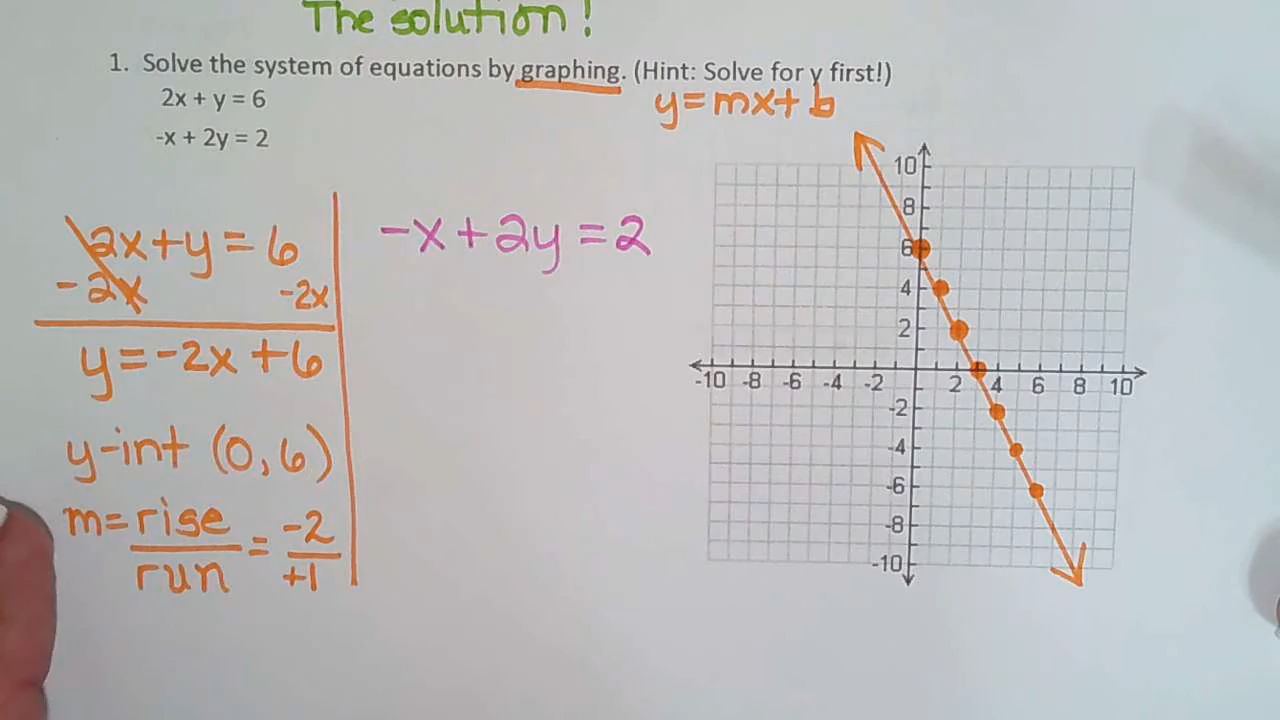 The solution!
1. Solve the system of equations by graphing. (Hint: Solve for y first!)
2x + y = 6
-x + 2y = 2
y=mx+b
2x+y=6
-2x -2x
y=-2x+6
y-int (0,6)
m=rise/run = -2/+1
-x+2y=2
10
8
6
4
2
-10 -8 -6 -4 -2 2 4 6 8 10
-2
-4
-6
-8
-10